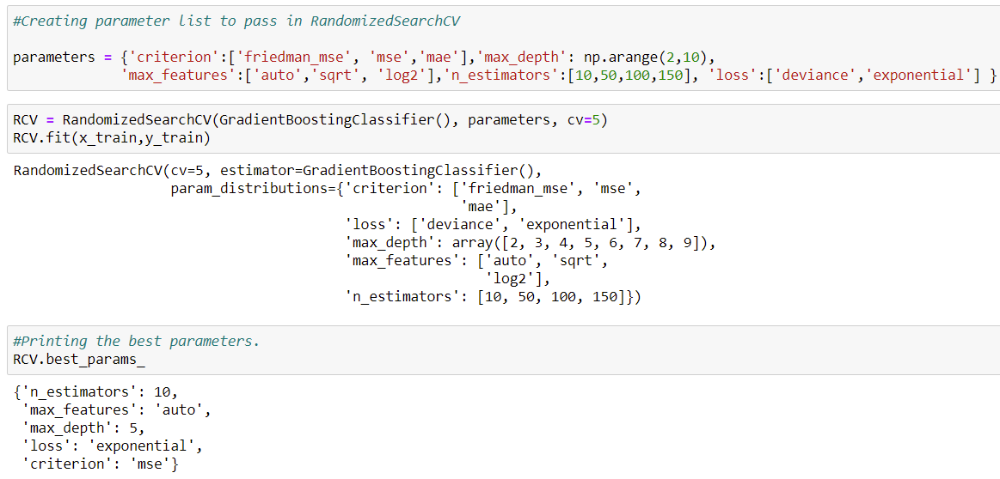 #Creating parameter list to pass in RandomizedSearchCV
parameters = {'criterion':['friedman_mse', 'mse','mae'],'max_depth': np.arange(2,10),
'max_features':['auto','sqrt', 'log2'],'n_estimators':[10,50,100,150], 'loss':['deviance','exponential'] }
RCV = RandomizedSearchCV(GradientBoostingClassifier(), parameters, cv=5)
RCV.fit(x_train,y_train)
RandomizedSearchCV(cv=5, estimator=GradientBoostingClassifier(),
param_distributions={'criterion': ['friedman_mse', 'mse',
'mae'],
'loss': ['deviance', 'exponential'],
'max_depth': array([2, 3, 4, 5, 6, 7, 8, 9]),
'max_features': ['auto', 'sqrt',
'log2'],
'n_estimators': [10, 50, 100, 150]})
#Printing the best parameters.
RCV.best_params_
{'n_estimators': 10,
'max_features': 'auto',
'max_depth': 5,
'loss': 'exponential',
'criterion': 'mse'}